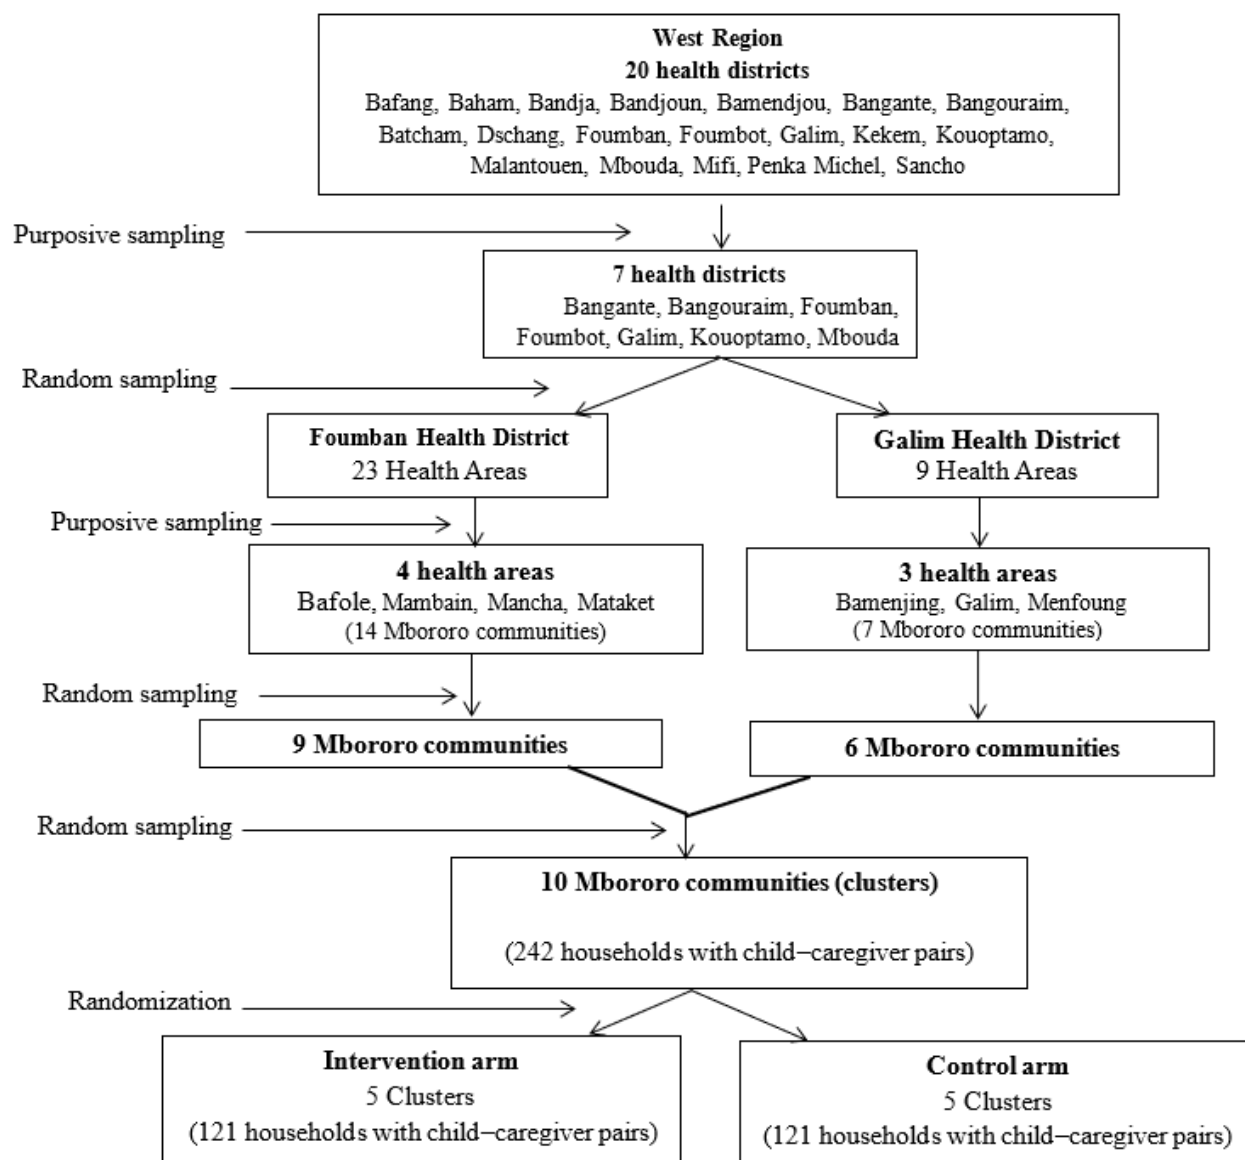 West Region
20 health districts
Bafang, Baham, Bandja, Bandjoun, Bamendjou, Bangante, Bangouraim,
Batcham, Dschang, Foumban, Foumbot, Galim, Kekem, Kouoptamo,
Malantouen, Mbouda, Mifi, Penka Michel, Sancho
Purposive sampling
7 health districts
Bangante, Bangouraim, Foumban,
Foumbot, Galim, Kouoptamo, Mbouda
Random sampling
Foumban Health District
23 Health Areas
Galim Health District
9 Health Areas
Purposive sampling
4 health areas
Bafole, Mambain, Mancha, Mataket
(14 Mbororo communities)
3 health areas
Bamenjing, Galim, Menfoung
(7 Mbororo communities)
Random sampling
9 Mbororo communities
6 Mbororo communities
Random sampling
10 Mbororo communities (clusters)
(242 households with child–caregiver pairs)
Randomization
Intervention arm
5 Clusters
(121 households with child–caregiver pairs)
Control arm
5 Clusters
(121 households with child–caregiver pairs)